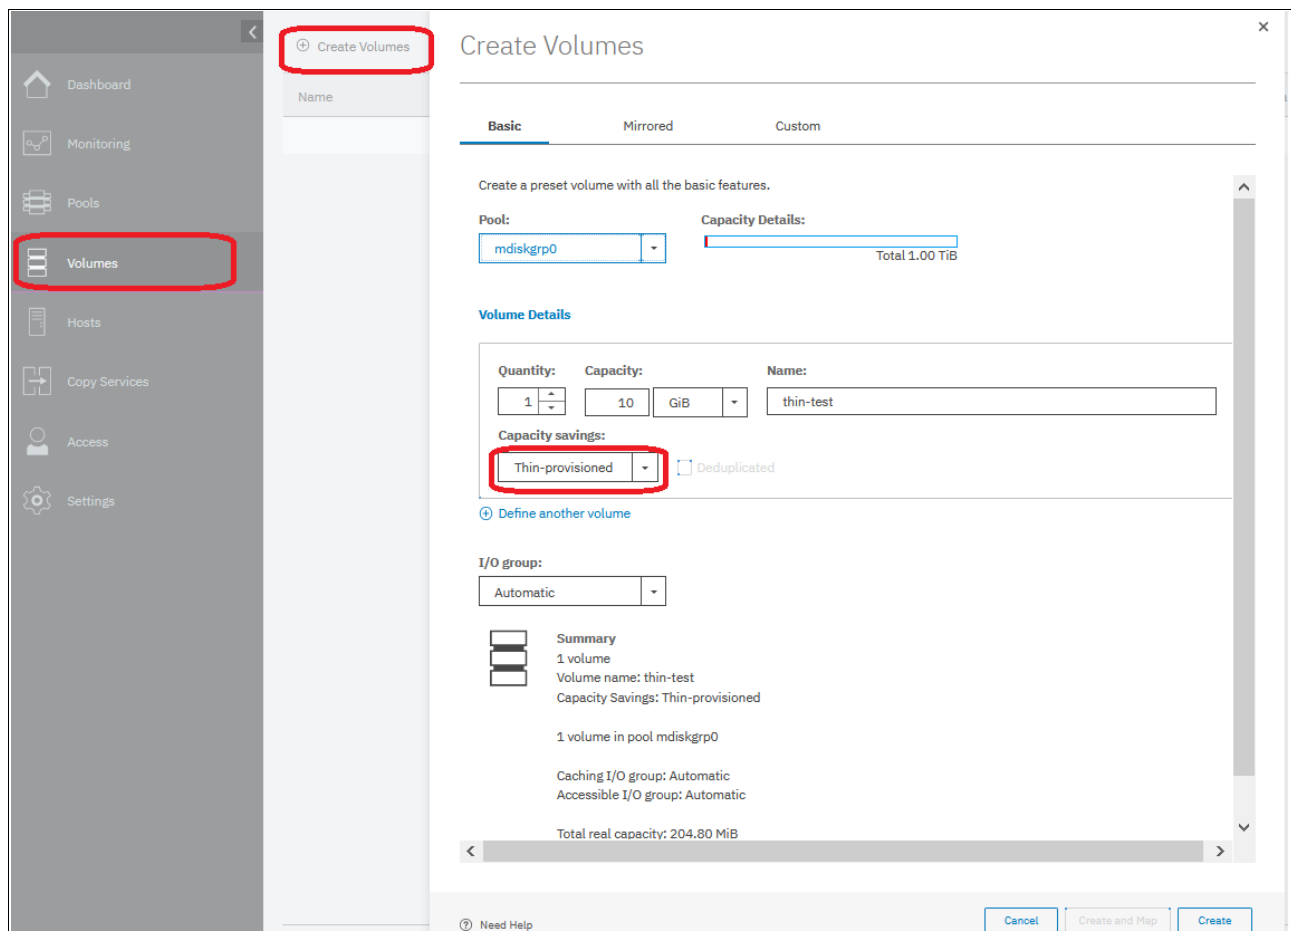 Dashboard
Monitoring
Pools
Volumes
Hosts
Copy Services
Access
Settings
Create Volumes
Name
Create Volumes
Basic Mirrored Custom
Create a preset volume with all the basic features.
Pool: Capacity Details:
mdiskgrp0
Total 1.00 TiB
Volume Details
Quantity: Capacity: Name:
1 10 GiB thin-test
Capacity savings:
Thin-provisioned Deduplicated
Define another volume
I/O group:
Automatic
Summary
1 volume
Volume name: thin-test
Capacity Savings: Thin-provisioned
1 volume in pool mdiskgrp0
Caching I/O group: Automatic
Accessible I/O group: Automatic
Total real capacity: 204.80 MiB
Need Help Cancel Create and Map Create